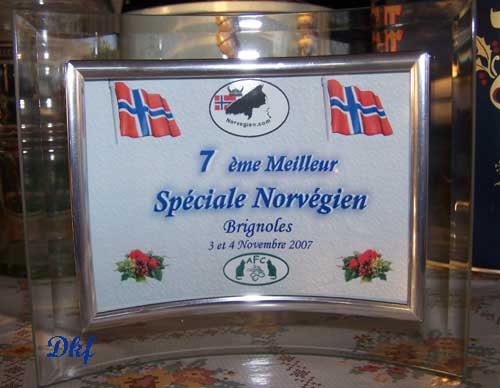 Norvegien.com
7 ème Meilleur
Spéciale Norvégien
Brignoles
3 et 4 Novembre 2007
AFC
Dkf